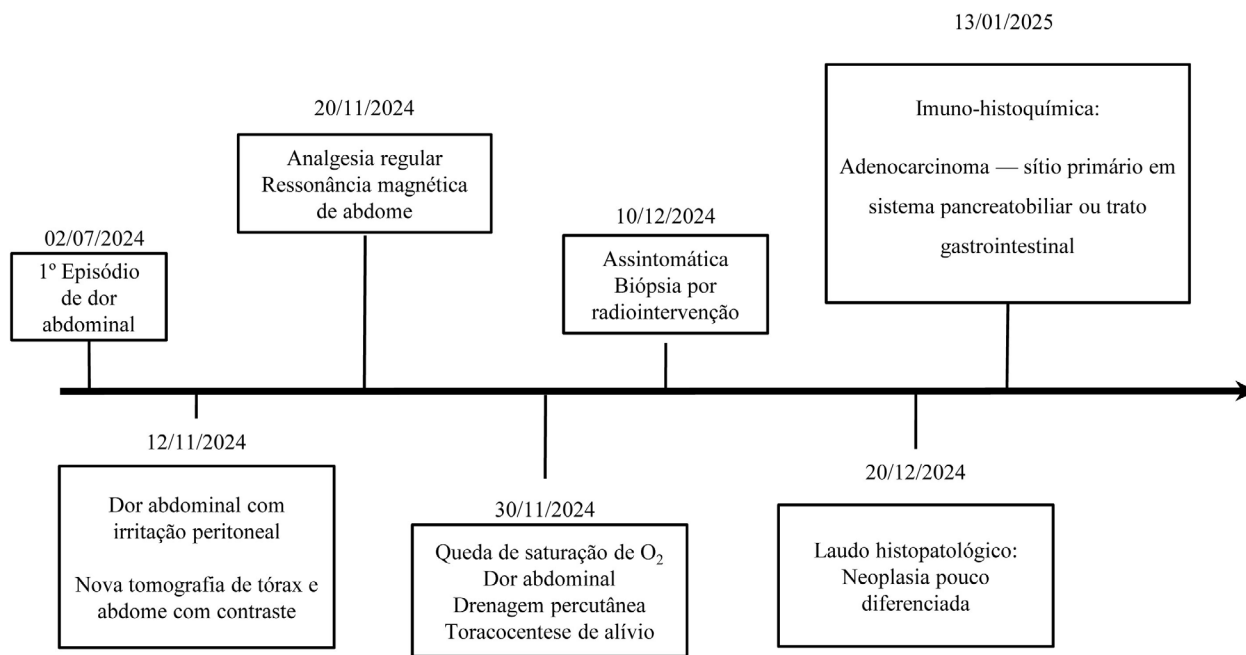 02/07/2024
1º Episódio
de dor
abdominal
12/11/2024
Dor abdominal com
irritação peritoneal
Nova tomografia de tórax e
abdome com contraste
20/11/2024
Analgesia regular
Ressonância magnética
de abdome
30/11/2024
Queda de saturação de O₂
Dor abdominal
Drenagem percutânea
Toracocentese de alívio
10/12/2024
Assintomática
Biópsia por
radiointervenção
20/12/2024
Laudo histopatológico:
Neoplasia pouco
diferenciada
13/01/2025
Imuno-histoquímica:
Adenocarcinoma — sítio primário em
sistema pancreatobiliar ou trato
gastrointestinal